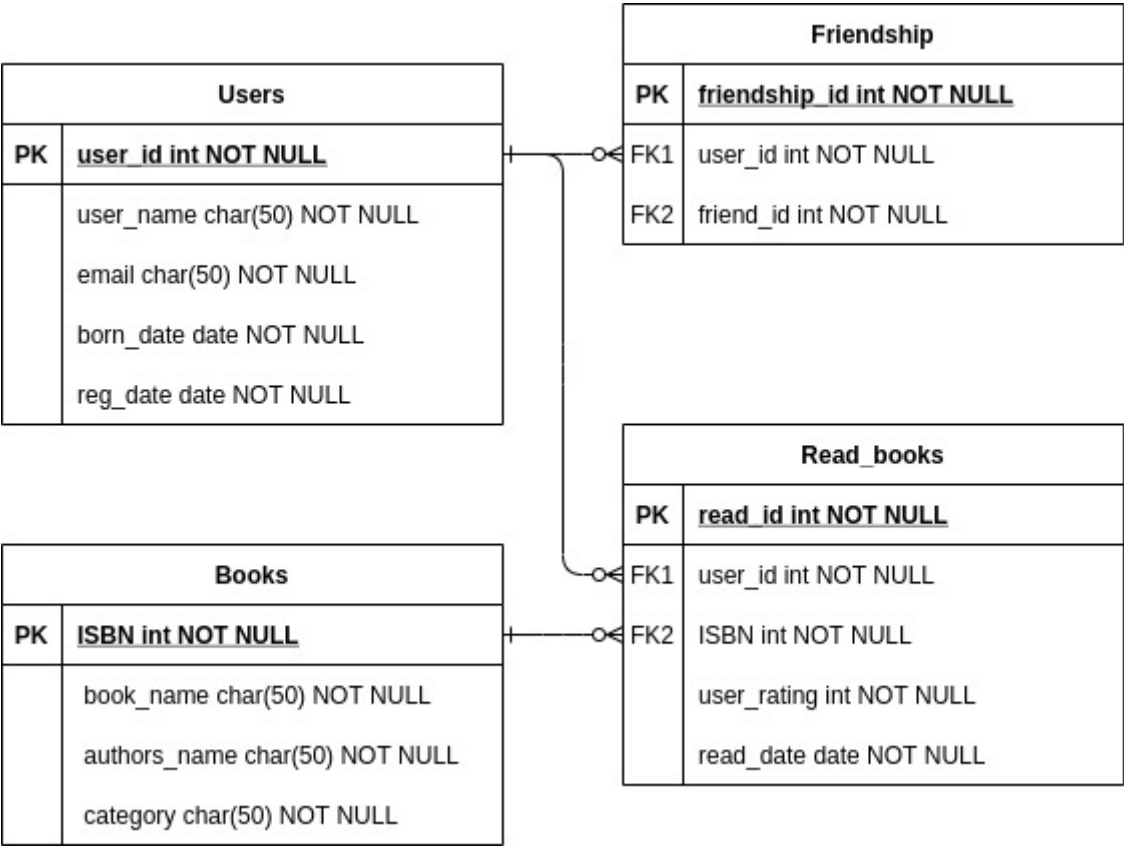 Users
PK user_id int NOT NULL
user_name char(50) NOT NULL
email char(50) NOT NULL
born_date date NOT NULL
reg_date date NOT NULL
Friendship
PK friendship_id int NOT NULL
FK1 user_id int NOT NULL
FK2 friend_id int NOT NULL
Books
PK ISBN int NOT NULL
book_name char(50) NOT NULL
authors_name char(50) NOT NULL
category char(50) NOT NULL
Read_books
PK read_id int NOT NULL
FK1 user_id int NOT NULL
FK2 ISBN int NOT NULL
user_rating int NOT NULL
read_date date NOT NULL